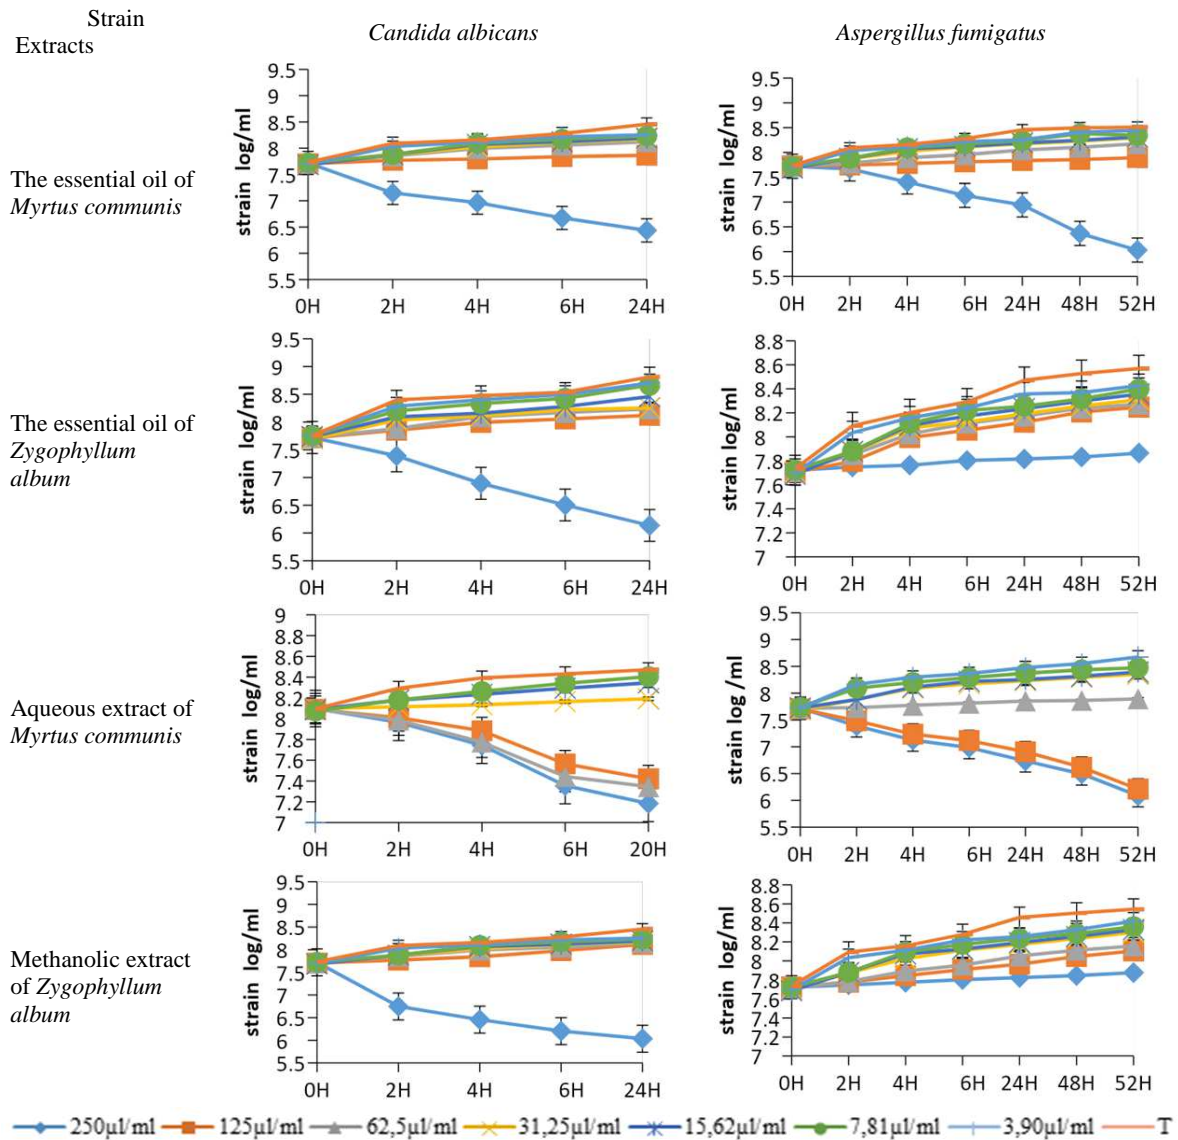 Strain
Extracts
Candida albicans
Aspergillus fumigatus
The essential oil of
Myrtus communis
strain log/ml
9.5
9
8.5
8
7.5
7
6.5
6
5.5
0H 2H 4H 6H 24H
strain log/ml
9.5
8.5
8
7.5
6.5
6
5.5
0H 2H 4H 6H 24H 48H 52H
The essential oil of
Zygophyllum
album
strain log/ml
9.5
9
8.5
8
7.5
7
6.5
6
5.5
0H 2H 4H 6H 24H
strain log/ml
8.8
8.6
8.4
8.2
8
7.8
7.6
7.4
7.2
7
0H 2H 4H 6H 24H 48H 52H
Aqueous extract of
Myrtus communis
strain log/ml
9
8.8
8.6
8.4
8.2
8
7.8
7.6
7.4
7.2
7
0H 2H 4H 6H 20H
strain log /ml
9.5
9
8.5
8
7.5
7
6.5
6
5.5
0H 2H 4H 6H 24H 48H 52H
Methanolic extract
of Zygophyllum
album
strain log/ml
9.5
9
8.5
8
7.5
7
6.5
6
5.5
0H 2H 4H 6H 24H
strain log/ml
8.8
8.6
8.4
8.2
8
7.8
7.6
7.4
7.2
7
0H 2H 4H 6H 24H 48H 52H
250µl/ml 125µl/ml 62,5µl/ml 31,25µl/ml 15,62µl/ml 7,81µl/ml 3,90µl/ml T